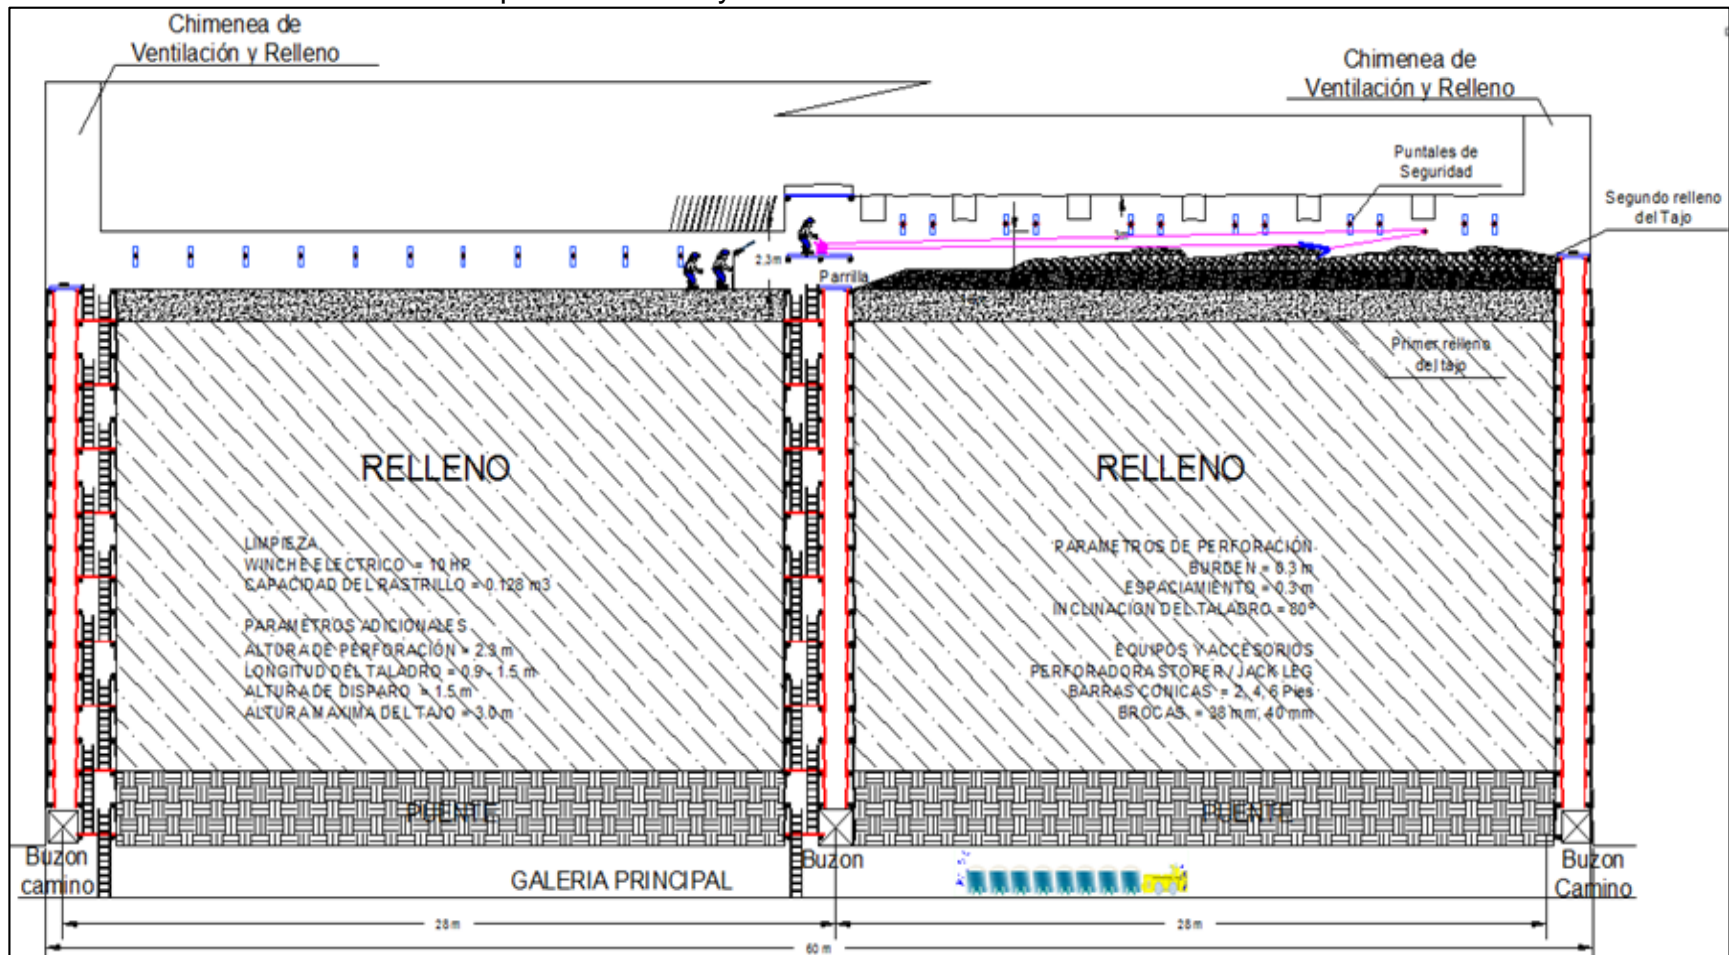 Chimenea de
Ventilación y Relleno
Chimenea de
Ventilación y Relleno
Puntales de
Seguridad
Segundo relleno
del Tajo
2.3m
Parrilla
Primer relleno
del tajo
RELLENO
RELLENO
LIMPIEZA
WINCHE ELECTRICO = 10 HP
CAPACIDAD DEL RASTRILLO = 0.128 m3
PARAMETROS ADICIONALES
ALTURA DE PERFORACIÓN = 2.3 m
LONGITUD DEL TALADRO = 0.9 - 1.5 m
ALTURA DE DISPARO = 1.5 m
ALTURA MAXIMA DEL TAJO = 3.0 m
PARAMETROS DE PERFORACIÓN
BURDEN = 0.3 m
ESPACIAMIENTO = 0.3 m
INCLINACION DEL TALADRO = 80°
EQUIPOS Y ACCESORIOS
PERFORADORA STOPER / JACK LEG
BARRAS CONICAS = 2, 4, 6 Pies
BROCAS = 38 mm, 40 mm
PUENTE
PUENTE
Buzon
camino
Buzon
Buzon
Camino
GALERIA PRINCIPAL
28 m
28 m
60 m